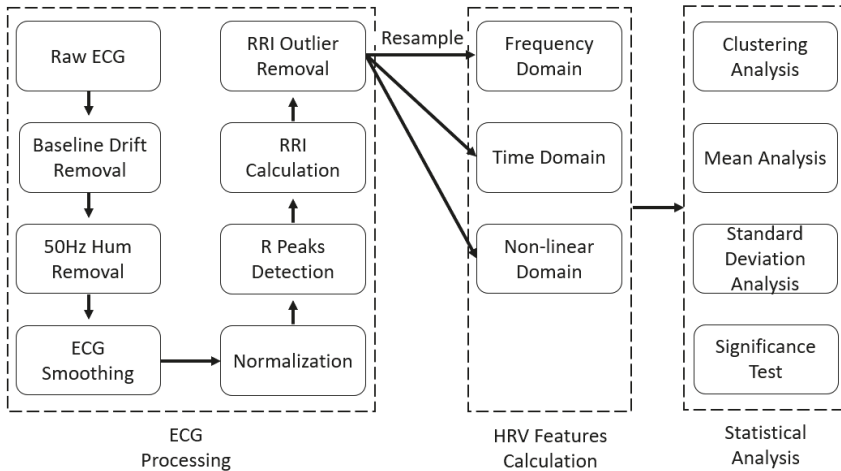 Raw ECG
Baseline Drift
Removal
50Hz Hum
Removal
ECG
Smoothing
RRI Outlier
Removal
RRI
Calculation
R Peaks
Detection
Normalization
ECG
Processing
Resample
Frequency
Domain
Time Domain
Non-linear
Domain
HRV Features
Calculation
Clustering
Analysis
Mean Analysis
Standard
Deviation
Analysis
Significance
Test
Statistical
Analysis